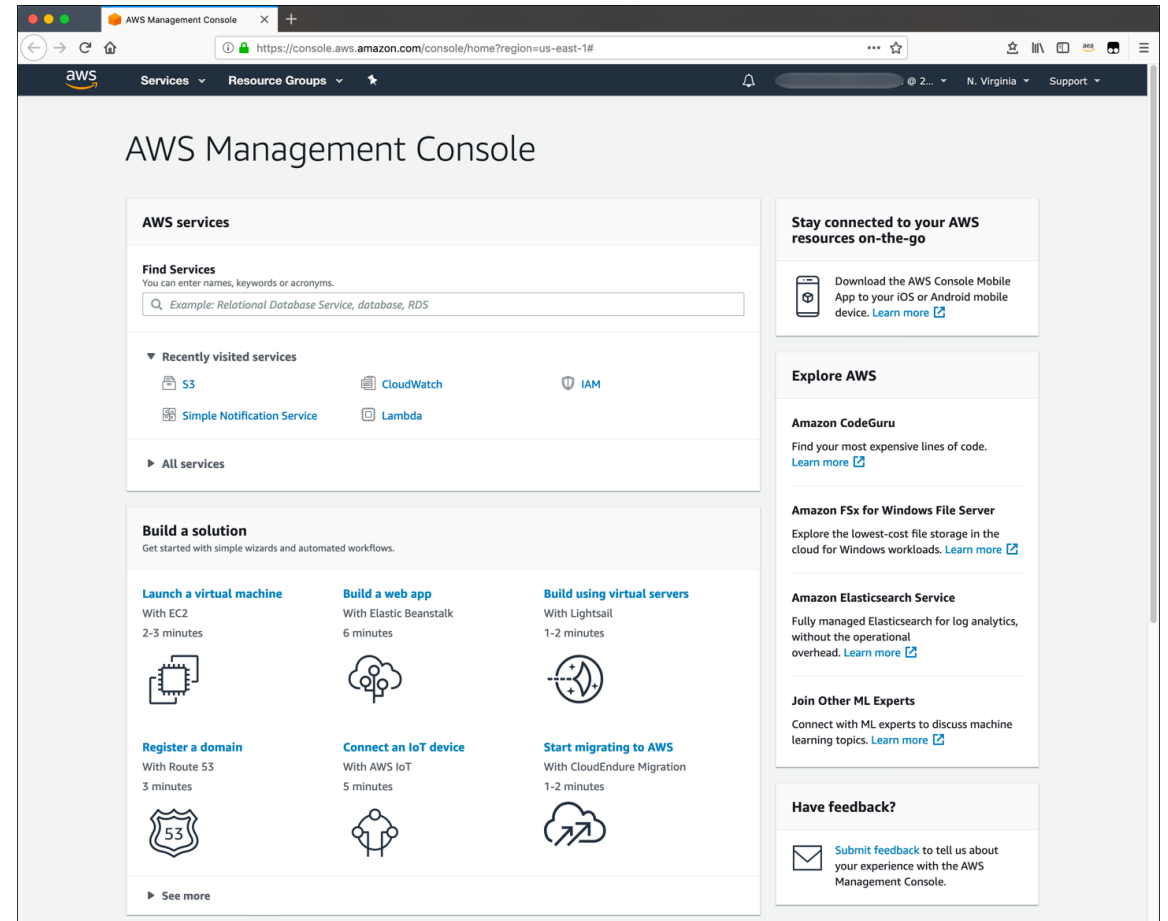 AWS Management Console
https://console.aws.amazon.com/console/home?region=us-east-1#
aea
aws
Services
Resource Groups
@ 2...
N. Virginia
Support
AWS Management Console
AWS services
Find Services
You can enter names, keywords or acronyms.
Example: Relational Database Service, database, RDS
Recently visited services
S3
CloudWatch
IAM
Simple Notification Service
Lambda
All services
Build a solution
Get started with simple wizards and automated workflows.
Launch a virtual machine
With EC2
2-3 minutes
Build a web app
With Elastic Beanstalk
6 minutes
Build using virtual servers
With Lightsail
1-2 minutes
Register a domain
With Route 53
3 minutes
53
Connect an IoT device
With AWS IoT
5 minutes
Start migrating to AWS
With CloudEndure Migration
1-2 minutes
See more
Stay connected to your AWS
resources on-the-go
Download the AWS Console Mobile
App to your iOS or Android mobile
device. Learn more
Explore AWS
Amazon CodeGuru
Find your most expensive lines of code.
Learn more
Amazon FSx for Windows File Server
Explore the lowest-cost file storage in the
cloud for Windows workloads. Learn more
Amazon Elasticsearch Service
Fully managed Elasticsearch for log analytics,
without the operational
overhead. Learn more
Join Other ML Experts
Connect with ML experts to discuss machine
learning topics. Learn more
Have feedback?
Submit feedback to tell us about
your experience with the AWS
Management Console.